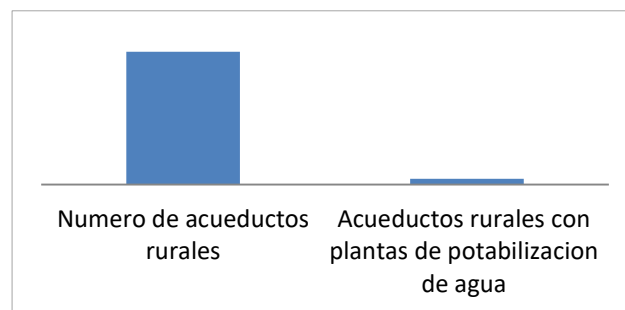 Numero de acueductos
rurales
Acueductos rurales con
plantas de potabilizacion
de agua